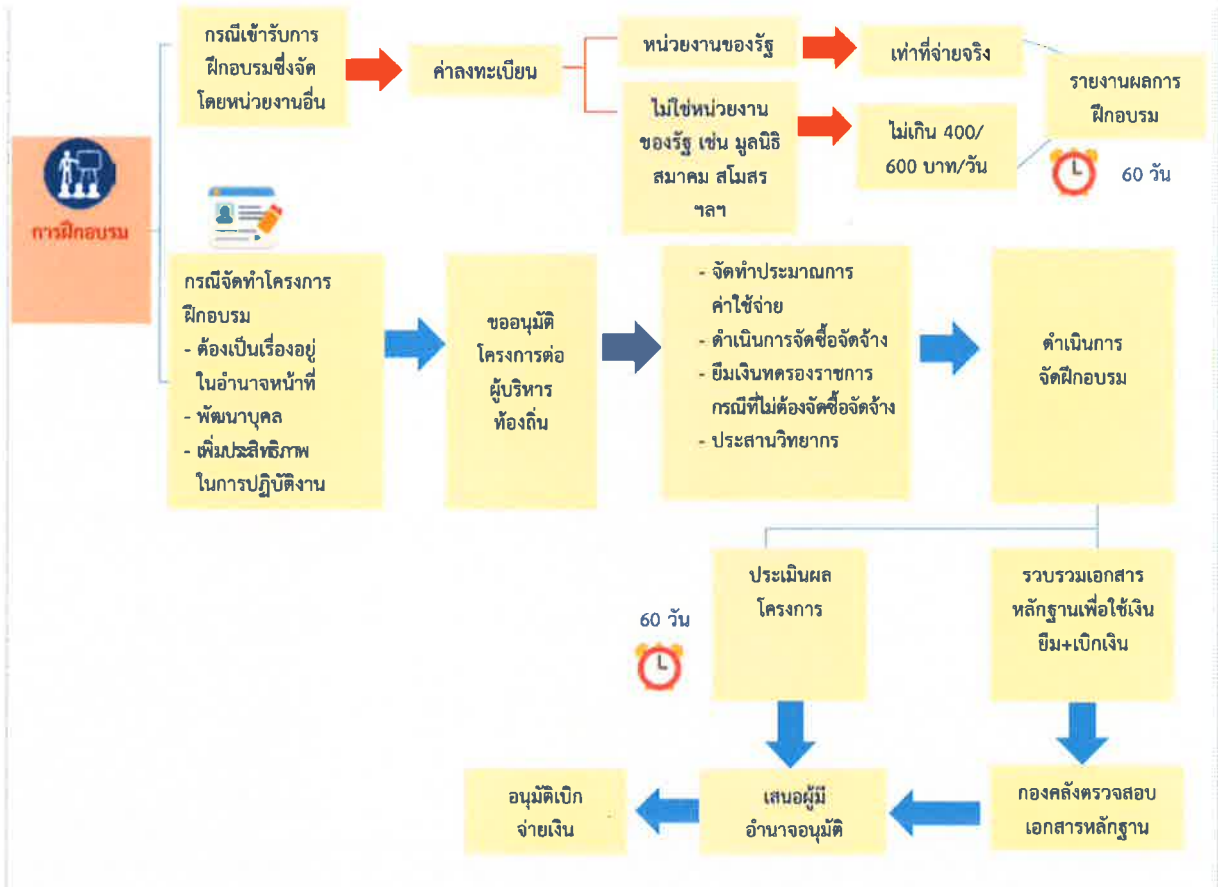 กรณีเข้ารับการ
ฝึกอบรมซึ่งจัด
โดยหน่วยงานอื่น
ค่าลงทะเบียน
หน่วยงานของรัฐ
เท่าที่จ่ายจริง
ไม่ใช่หน่วยงาน
ของรัฐ เช่น มูลนิธิ
สมาคม สโมสร
ฯลฯ
ไม่เกิน 400/
600 บาท/วัน
รายงานผลการ
ฝึกอบรม
60 วัน
การฝึกอบรม
กรณีจัดทำโครงการ
ฝึกอบรม
- ต้องเป็นเรื่องอยู่
ในอำนาจหน้าที่
- พัฒนาบุคล
- เพิ่มประสิทธิภาพ
ในการปฏิบัติงาน
ขออนุมัติ
โครงการต่อ
ผู้บริหาร
ท้องถิ่น
- จัดทำประมาณการ
ค่าใช้จ่าย
- ดำเนินการจัดซื้อจัดจ้าง
- ยืมเงินทดรองราชการ
กรณีที่ไม่ต้องจัดซื้อจัดจ้าง
- ประสานวิทยากร
ดำเนินการ
จัดฝึกอบรม
60 วัน
ประเมินผล
โครงการ
รวบรวมเอกสาร
หลักฐานเพื่อใช้เงิน
ยืม+เบิกเงิน
อนุมัติเบิก
จ่ายเงิน
เสนอผู้มี
อำนาจอนุมัติ
กองคลังตรวจสอบ
เอกสารหลักฐาน